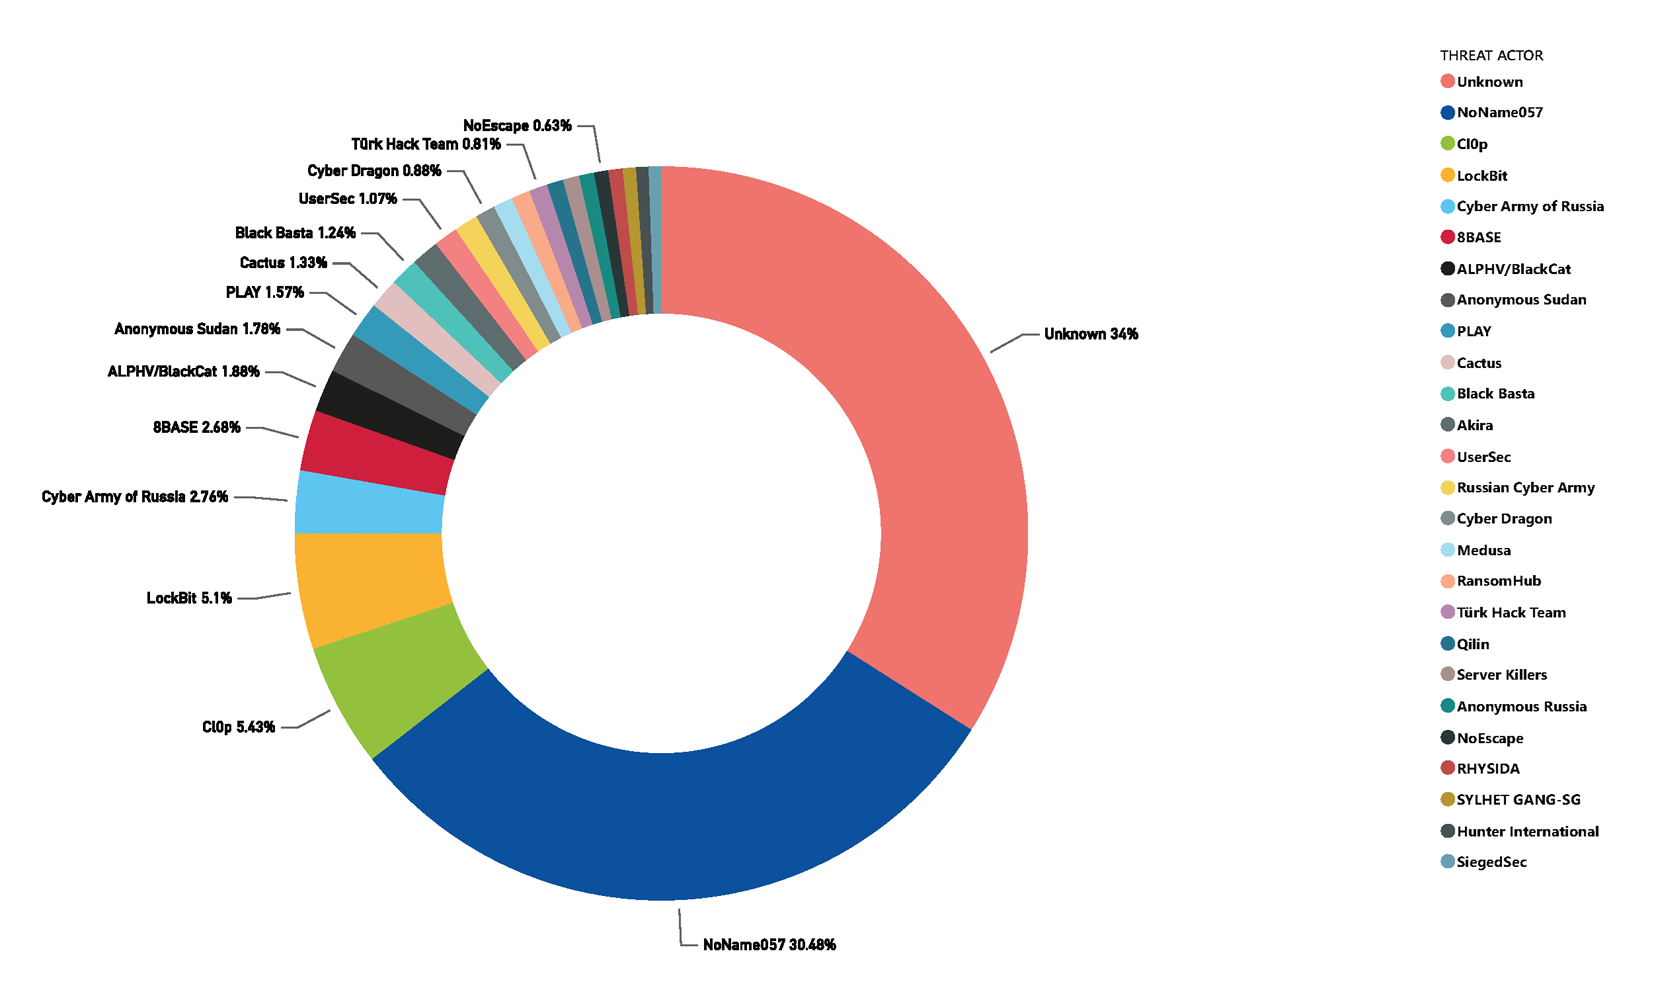 NoEscape 0.63%
Türk Hack Team 0.81%
Cyber Dragon 0.88%
UserSec 1.07%
Black Basta 1.24%
Cactus 1.33%
PLAY 1.57%
Anonymous Sudan 1.78%
ALPHV/BlackCat 1.88%
8BASE 2.68%
Cyber Army of Russia 2.76%
LockBit 5.1%
Cl0p 5.43%
NoName057 30.48%
Unknown 34%
THREAT ACTOR
Unknown
NoName057
Cl0p
LockBit
Cyber Army of Russia
8BASE
ALPHV/BlackCat
Anonymous Sudan
PLAY
Cactus
Black Basta
Akira
UserSec
Russian Cyber Army
Cyber Dragon
Medusa
RansomHub
Türk Hack Team
Qilin
Server Killers
Anonymous Russia
NoEscape
RHYSIDA
SYLHET GANG-SG
Hunter International
SiegedSec